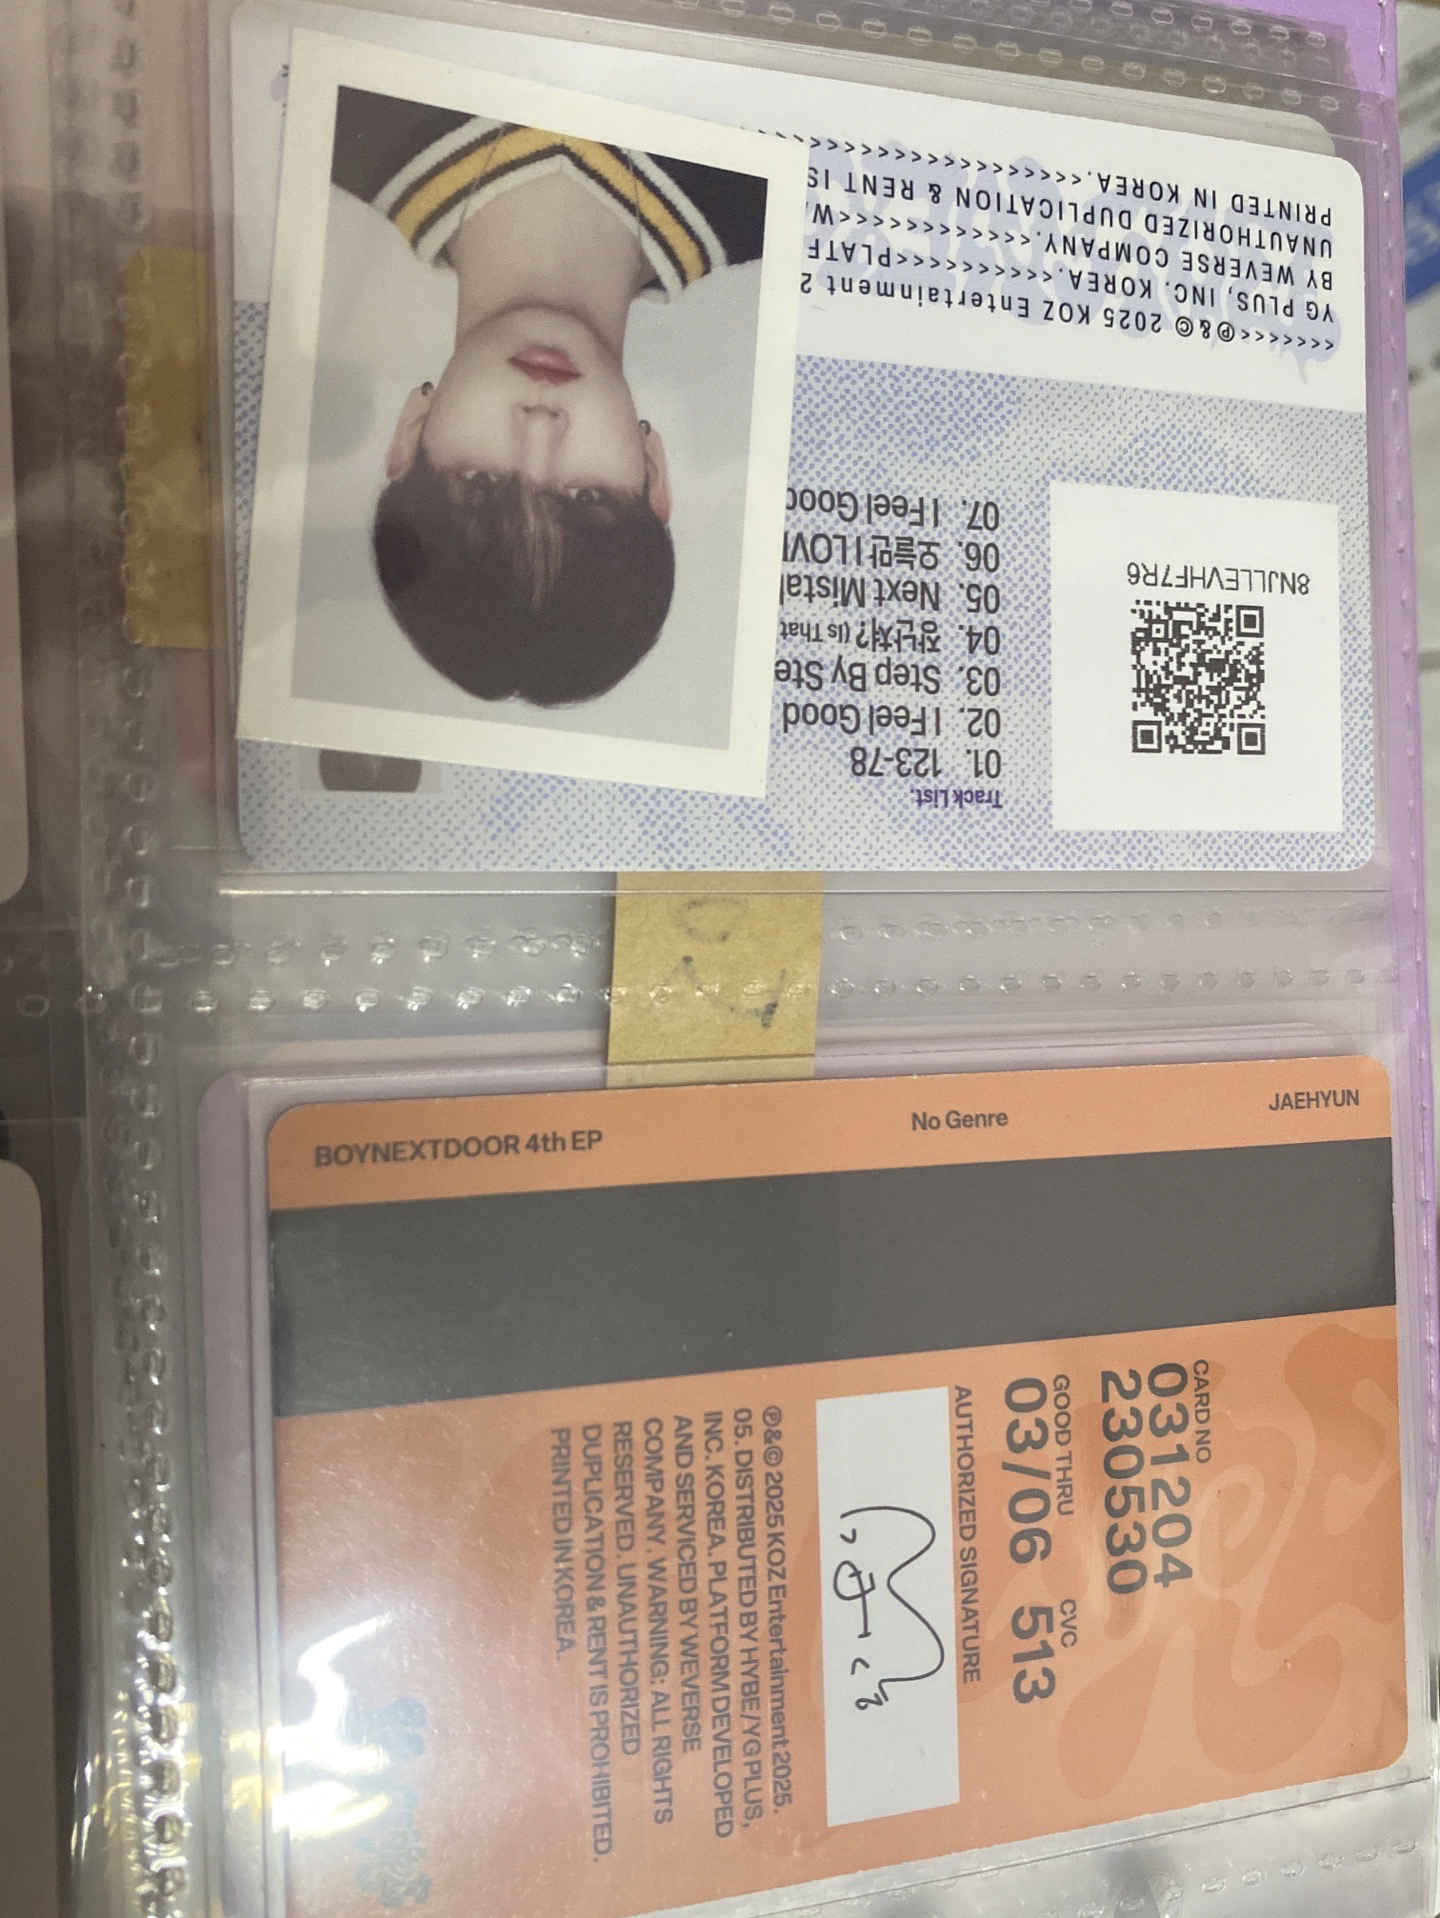 Track List.
01. 123-78
02. I Feel Good
03. Step By Ste
04. 장난쳐? (Is That
05. Next Mistak
06. 오늘만 I LOV
07. I Feel Good
8NJLLEVHF7R6
<<<<<<<℗&© 2025 KOZ Entertainment 2
YG PLUS, INC. KOREA.<<<<<<<<<<<PLATF
BY WEVERSE COMPANY.<<<<<<<<<<<<W
UNAUTHORIZED DUPLICATION & RENT IS
PRINTED IN KOREA.<<<<<<<<<<<<<<<<<<
BOYNEXTDOOR 4th EP
No Genre
JAEHYUN
CARD NO
031204
230530
GOOD THRU
03/06
CVC
513
AUTHORIZED SIGNATURE
℗&© 2025 KOZ Entertainment 2025.
05. DISTRIBUTED BY HYBE / YG PLUS,
INC. KOREA. PLATFORM DEVELOPED
AND SERVICED BY WEVERSE
COMPANY. WARNING: ALL RIGHTS
RESERVED. UNAUTHORIZED
DUPLICATION & RENT IS PROHIBITED.
PRINTED IN KOREA.